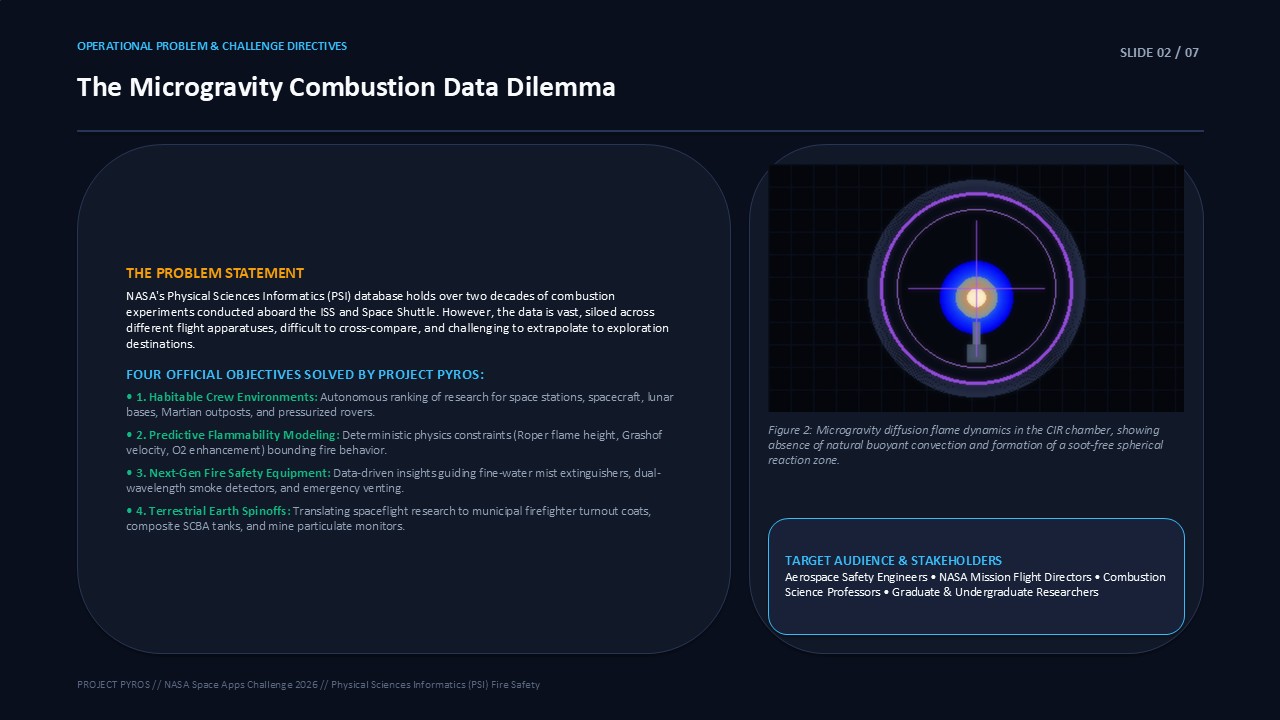 OPERATIONAL PROBLEM & CHALLENGE DIRECTIVES
SLIDE 02 / 07
The Microgravity Combustion Data Dilemma
THE PROBLEM STATEMENT
NASA's Physical Sciences Informatics (PSI) database holds over two decades of combustion
experiments conducted aboard the ISS and Space Shuttle. However, the data is vast, siloed across
different flight apparatuses, difficult to cross-compare, and challenging to extrapolate to exploration
destinations.
FOUR OFFICIAL OBJECTIVES SOLVED BY PROJECT PYROS:
• 1. Habitable Crew Environments: Autonomous ranking of research for space stations, spacecraft, lunar
bases, Martian outposts, and pressurized rovers.
• 2. Predictive Flammability Modeling: Deterministic physics constraints (Roper flame height, Grashof
velocity, O2 enhancement) bounding fire behavior.
• 3. Next-Gen Fire Safety Equipment: Data-driven insights guiding fine-water mist extinguishers, dual-
wavelength smoke detectors, and emergency venting.
• 4. Terrestrial Earth Spinoffs: Translating spaceflight research to municipal firefighter turnout coats,
composite SCBA tanks, and mine particulate monitors.
Figure 2: Microgravity diffusion flame dynamics in the CIR chamber, showing
absence of natural buoyant convection and formation of a soot-free spherical
reaction zone.
TARGET AUDIENCE & STAKEHOLDERS
Aerospace Safety Engineers • NASA Mission Flight Directors • Combustion
Science Professors • Graduate & Undergraduate Researchers
PROJECT PYROS // NASA Space Apps Challenge 2026 // Physical Sciences Informatics (PSI) Fire Safety